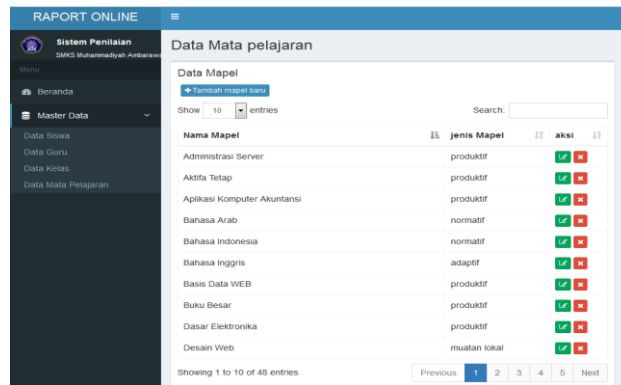 RAPORT ONLINE
Sistem Penilaian
SMKS Muhammadiyah Ambarawa
Menu
Beranda
Master Data
Data Siswa
Data Guru
Data Kelas
Data Mata Pelajaran
Data Mata pelajaran
Data Mapel
+Tambah mapel baru
Show 10 entries
Search:
Nama Mapel jenis Mapel aksi
Administrasi Server produktif
Aktifa Tetap produktif
Aplikasi Komputer Akuntansi produktif
Bahasa Arab normatif
Bahasa Indonesia normatif
Bahasa Inggris adaptif
Basis Data WEB produktif
Buku Besar produktif
Dasar Elektronika produktif
Desain Web muatan lokal
Showing 1 to 10 of 48 entries
Previous 1 2 3 4 5 Next